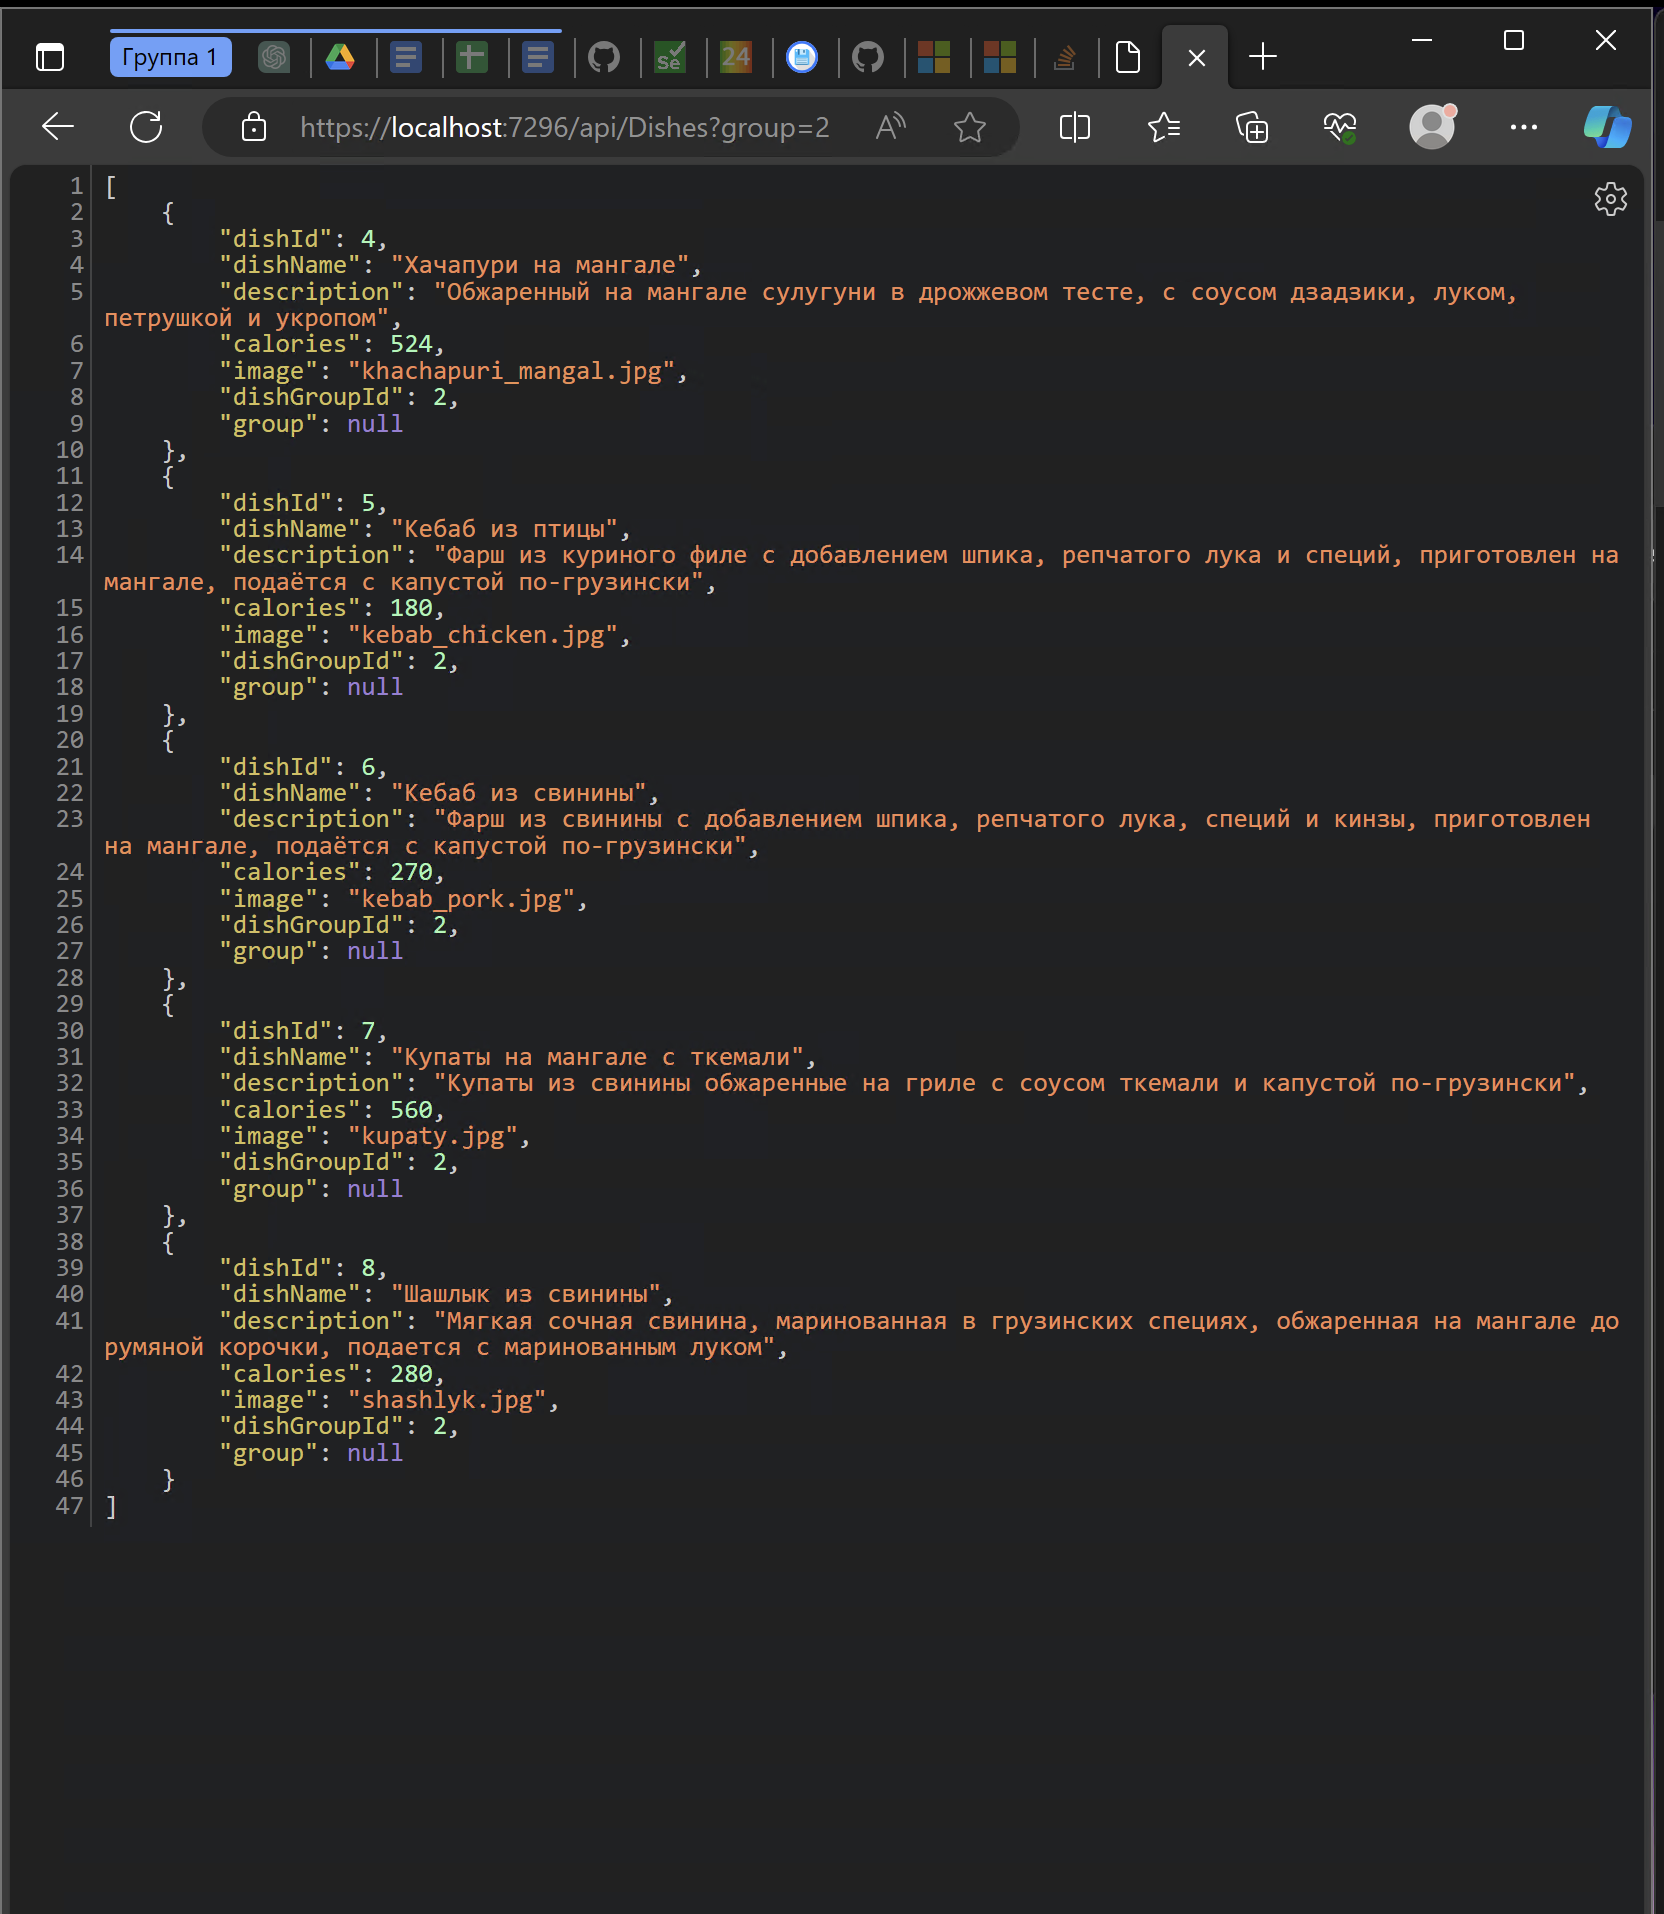 Группа 1
24
https://localhost:7296/api/Dishes?group=2
1 [
2 {
3 "dishId": 4,
4 "dishName": "Хачапури на мангале",
5 "description": "Обжаренный на мангале сулугуни в дрожжевом тесте, с соусом дзадзики, луком,
петрушкой и укропом",
6 "calories": 524,
7 "image": "khachapuri_mangal.jpg",
8 "dishGroupId": 2,
9 "group": null
10 },
11 {
12 "dishId": 5,
13 "dishName": "Кебаб из птицы",
14 "description": "Фарш из куриного филе с добавлением шпика, репчатого лука и специй, приготовлен на
мангале, подаётся с капустой по-грузински",
15 "calories": 180,
16 "image": "kebab_chicken.jpg",
17 "dishGroupId": 2,
18 "group": null
19 },
20 {
21 "dishId": 6,
22 "dishName": "Кебаб из свинины",
23 "description": "Фарш из свинины с добавлением шпика, репчатого лука, специй и кинзы, приготовлен
на мангале, подаётся с капустой по-грузински",
24 "calories": 270,
25 "image": "kebab_pork.jpg",
26 "dishGroupId": 2,
27 "group": null
28 },
29 {
30 "dishId": 7,
31 "dishName": "Купаты на мангале с ткемали",
32 "description": "Купаты из свинины обжаренные на гриле с соусом ткемали и капустой по-грузински",
33 "calories": 560,
34 "image": "kupaty.jpg",
35 "dishGroupId": 2,
36 "group": null
37 },
38 {
39 "dishId": 8,
40 "dishName": "Шашлык из свинины",
41 "description": "Мягкая сочная свинина, маринованная в грузинских специях, обжаренная на мангале до
румяной корочки, подается с маринованным луком",
42 "calories": 280,
43 "image": "shashlyk.jpg",
44 "dishGroupId": 2,
45 "group": null
46 }
47 ]